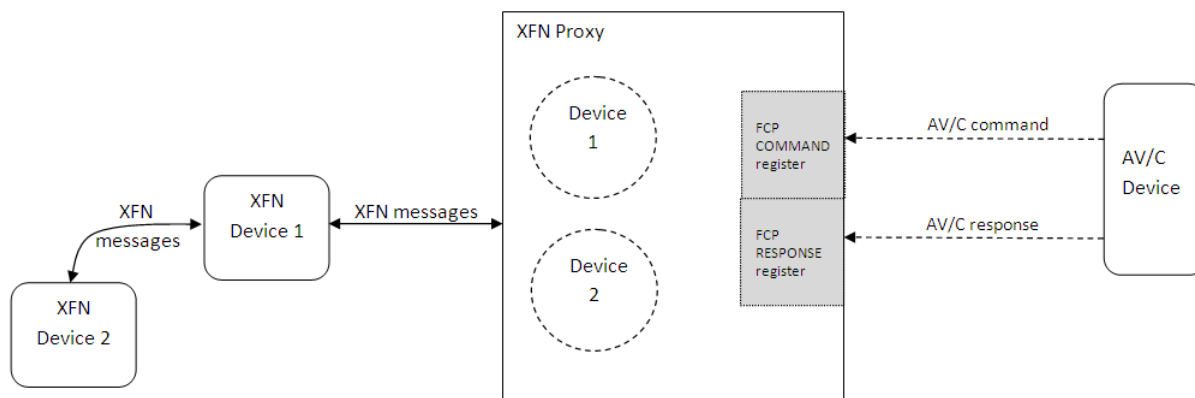 XFN Proxy
Device
1
FCP
COMMAND
register
AV/C command
AV/C
Device
XFN
Device 1
XFN messages
XFN
messages
FCP
RESPONSE
register
AV/C response
Device
2
XFN
Device 2